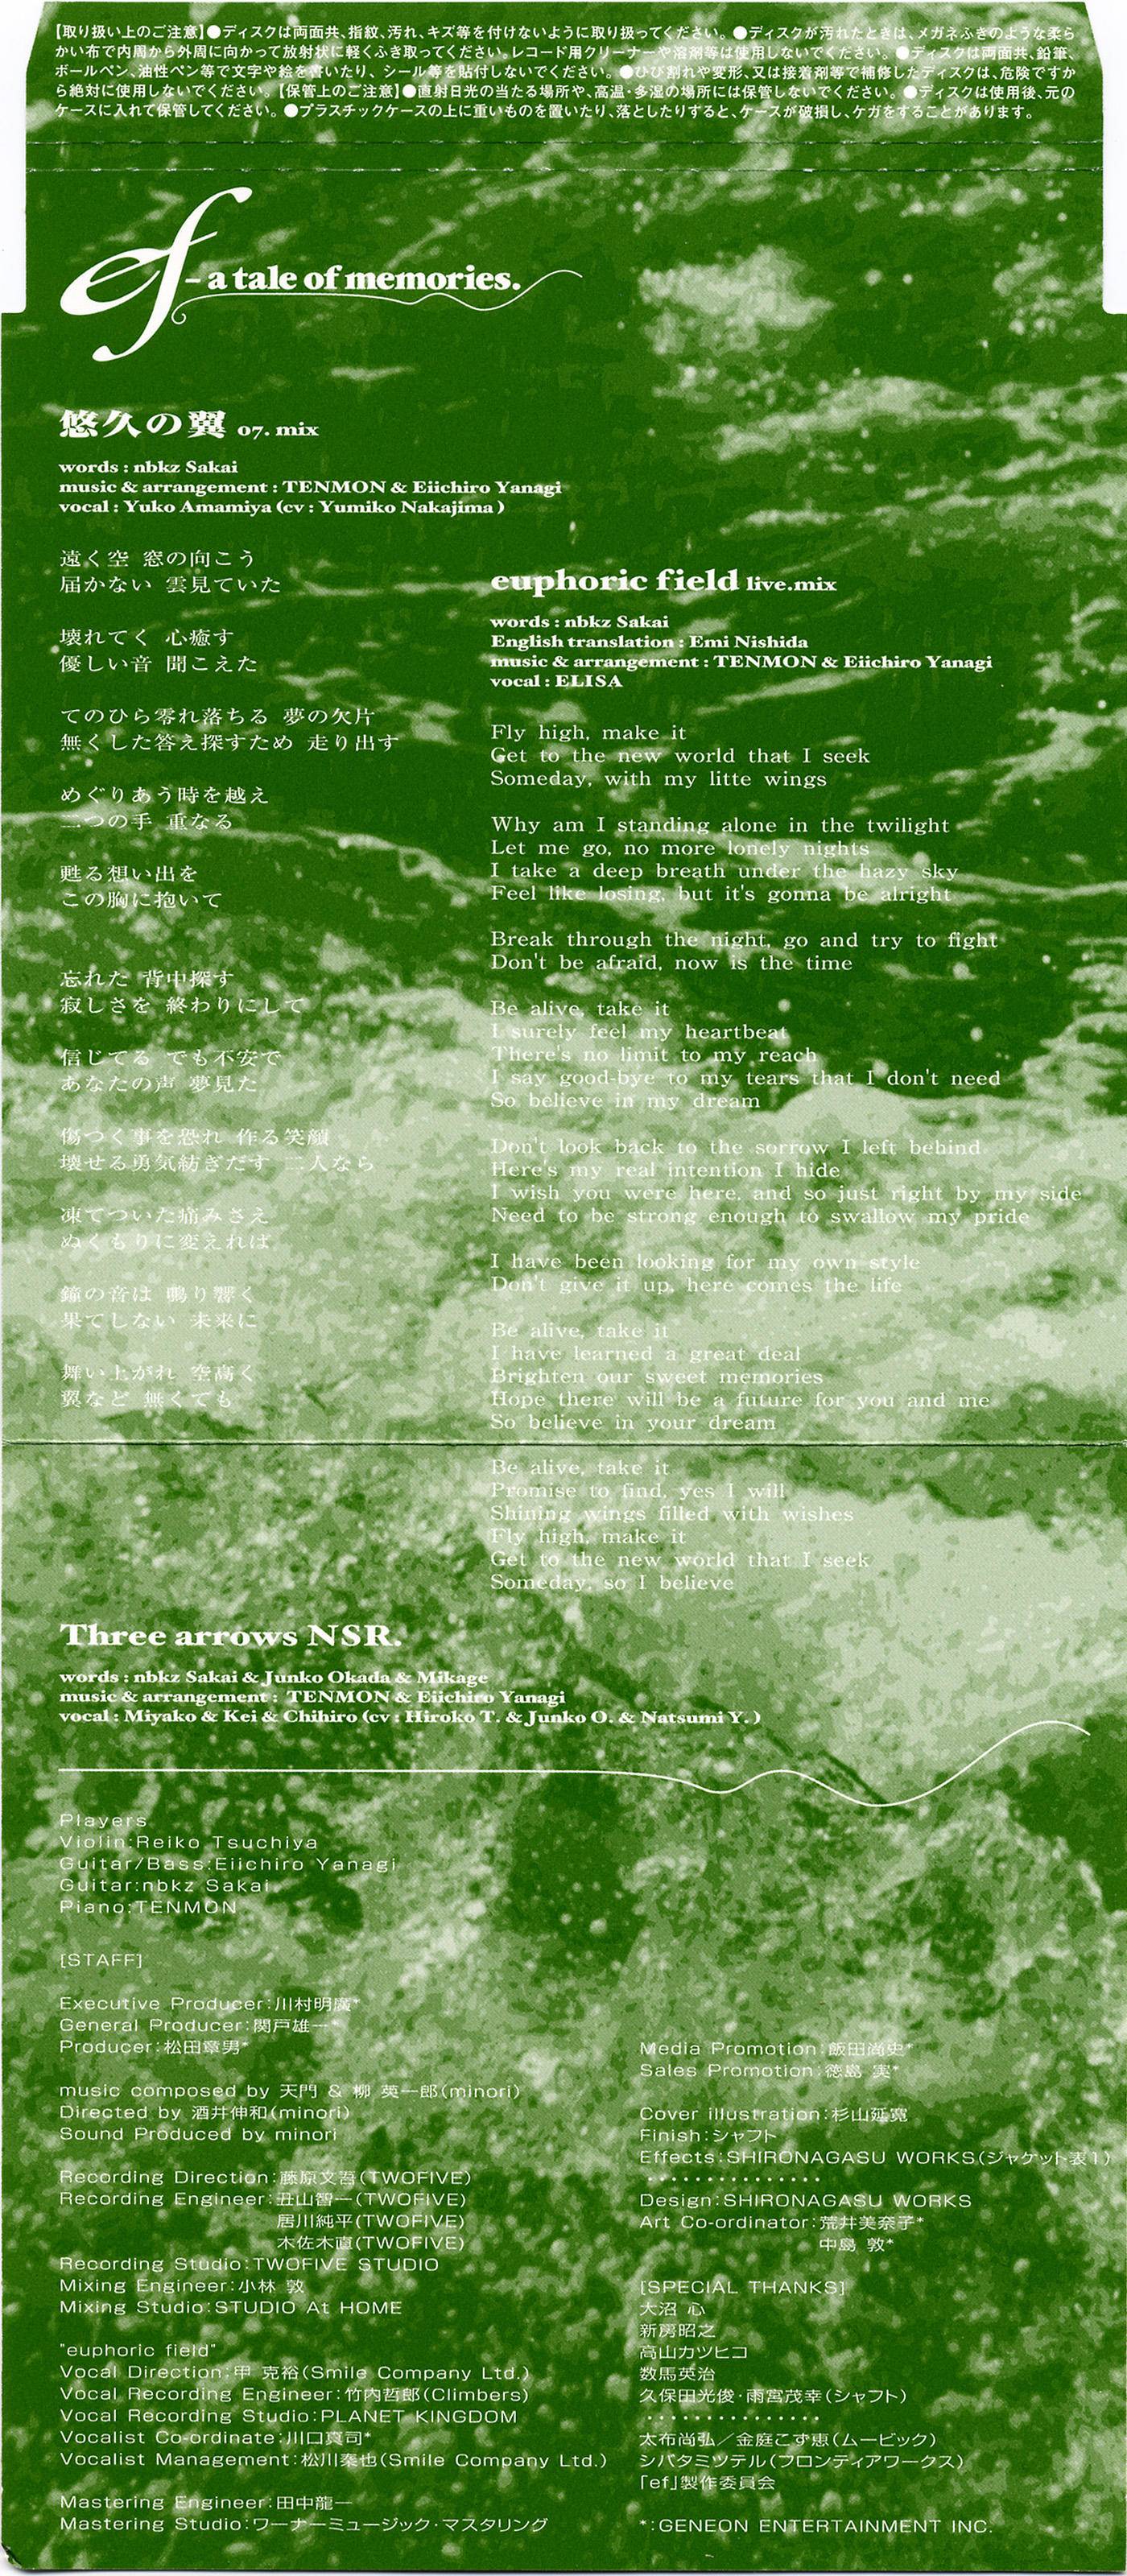 【取り扱い上のご注意】●ディスクは両面共、指紋、汚れ、キズ等を付けないように取り扱ってください。●ディスクが汚れたときは、メガネふきのような柔ら
かい布で内周から外周に向かって放射状に軽くふき取ってください。レコード用クリーナーや溶剤等は使用しないでください。●ディスクは両面共、鉛筆、
ボールペン、油性ペン等で文字や絵を書いたり、シール等を貼付しないでください。●ひび割れや変形、又は接着剤等で補修したディスクは、危険ですか
ら絶対に使用しないでください。【保管上のご注意】●直射日光の当たる場所や、高温・多湿の場所には保管しないでください。●ディスクは使用後、元の
ケースに入れて保管してください。●プラスチックケースの上に重いものを置いたり、落としたりすると、ケースが破損し、ケガをすることがあります。
ef - a tale of memories.
悠久の翼 07. mix
words : nbkz Sakai
music & arrangement : TENMON & Eiichiro Yanagi
vocal : Yuko Amamiya (cv : Yumiko Nakajima )
遠く空 窓の向こう
届かない 雲見ていた
壊れてく 心癒す
優しい音 聞こえた
てのひら零れ落ちる 夢の欠片
無くした答え探すため 走り出す
めぐりあう時を越え
二つの手 重なる
甦る想い出を
この胸に抱いて
忘れた 背中探す
寂しさを 終わりにして
信じてる でも不安で
あなたの声 夢見た
傷つく事を恐れ 作る笑顔
壊せる勇気紡ぎだす 二人なら
凍てついた痛みさえ
ぬくもりに変えれば
鐘の音は 鳴り響く
果てしない 未来に
舞い上がれ 空高く
翼など 無くても
euphoric field live.mix
words : nbkz Sakai
English translation : Emi Nishida
music & arrangement : TENMON & Eiichiro Yanagi
vocal : ELISA
Fly high, make it
Get to the new world that I seek
Someday, with my litte wings
Why am I standing alone in the twilight
Let me go, no more lonely nights
I take a deep breath under the hazy sky
Feel like losing, but it's gonna be alright
Break through the night, go and try to fight
Don't be afraid, now is the time
Be alive, take it
I surely feel my heartbeat
There's no limit to my reach
I say good-bye to my tears that I don't need
So believe in my dream
Don't look back to the sorrow I left behind
Here's my real intention I hide
I wish you were here, and so just right by my side
Need to be strong enough to swallow my pride
I have been looking for my own style
Don't give it up, here comes the life
Be alive, take it
I have learned a great deal
Brighten our sweet memories
Hope there will be a future for you and me
So believe in your dream
Be alive, take it
Promise to find, yes I will
Shining wings filled with wishes
Fly high, make it
Get to the new world that I seek
Someday, so I believe
Three arrows NSR.
words : nbkz Sakai & Junko Okada & Mikage
music & arrangement : TENMON & Eiichiro Yanagi
vocal : Miyako & Kei & Chihiro (cv : Hiroko T. & Junko O. & Natsumi Y. )
Players
Violin:Reiko Tsuchiya
Guitar/Bass:Eiichiro Yanagi
Guitar:nbkz Sakai
Piano:TENMON
[STAFF]
Executive Producer:川村明廣*
General Producer:関戸雄一*
Producer:松田章男*
music composed by 天門 & 柳 英一郎(minori)
Directed by 酒井伸和(minori)
Sound Produced by minori
Recording Direction:藤原文吾(TWOFIVE)
Recording Engineer:丑山智一(TWOFIVE)
居川純平(TWOFIVE)
木佐木直(TWOFIVE)
Recording Studio:TWOFIVE STUDIO
Mixing Engineer:小林 敦
Mixing Studio:STUDIO At HOME
"euphoric field"
Vocal Direction:甲 克裕(Smile Company Ltd.)
Vocal Recording Engineer:竹内哲郎(Climbers)
Vocal Recording Studio:PLANET KINGDOM
Vocalist Co-ordinate:川口真司*
Vocalist Management:松川泰也(Smile Company Ltd.)
Mastering Engineer:田中龍一
Mastering Studio:ワーナーミュージック・マスタリング
Media Promotion:飯田尚史*
Sales Promotion:徳島 実*
Cover illustration:杉山延寛
Finish:シャフト
Effects:SHIRONAGASU WORKS(ジャケット表1)
・・・・・・・・・・・・・・・
Design:SHIRONAGASU WORKS
Art Co-ordinator:荒井美奈子*
中島 敦*
[SPECIAL THANKS]
大沼 心
新房昭之
高山カツヒコ
数馬英治
久保田光俊・雨宮茂幸(シャフト)
・・・・・・・・・・・・・・・
太布尚弘／金庭こず恵(ムービック)
シバタミツテル(フロンティアワークス)
「ef」製作委員会
*:GENEON ENTERTAINMENT INC.